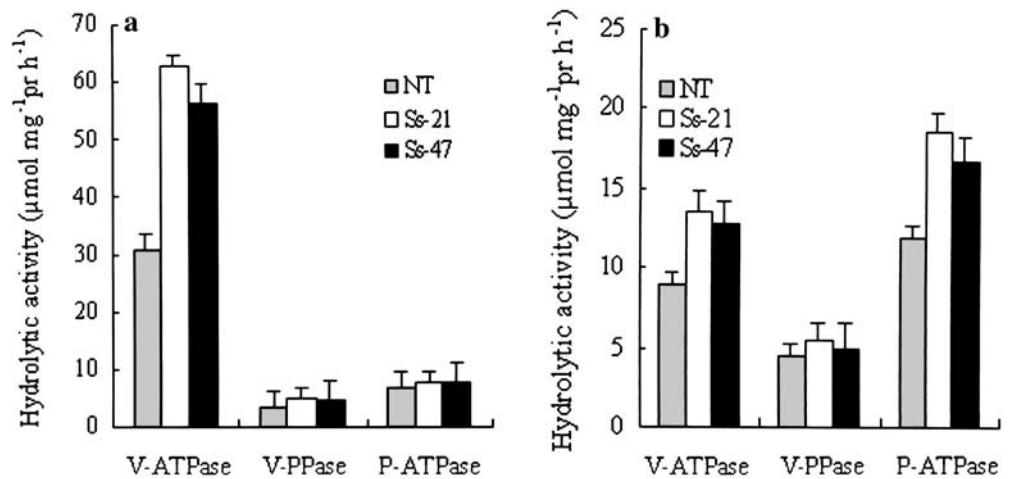 a
Hydrolytic activity (μmol mg⁻¹pr h⁻¹)
70
60
50
40
30
20
10
0
NT
Ss-21
Ss-47
V-ATPase V-PPase P-ATPase
b
Hydrolytic activity (μmol mg⁻¹pr h⁻¹)
25
20
15
10
5
0
NT
Ss-21
Ss-47
V-ATPase V-PPase P-ATPase